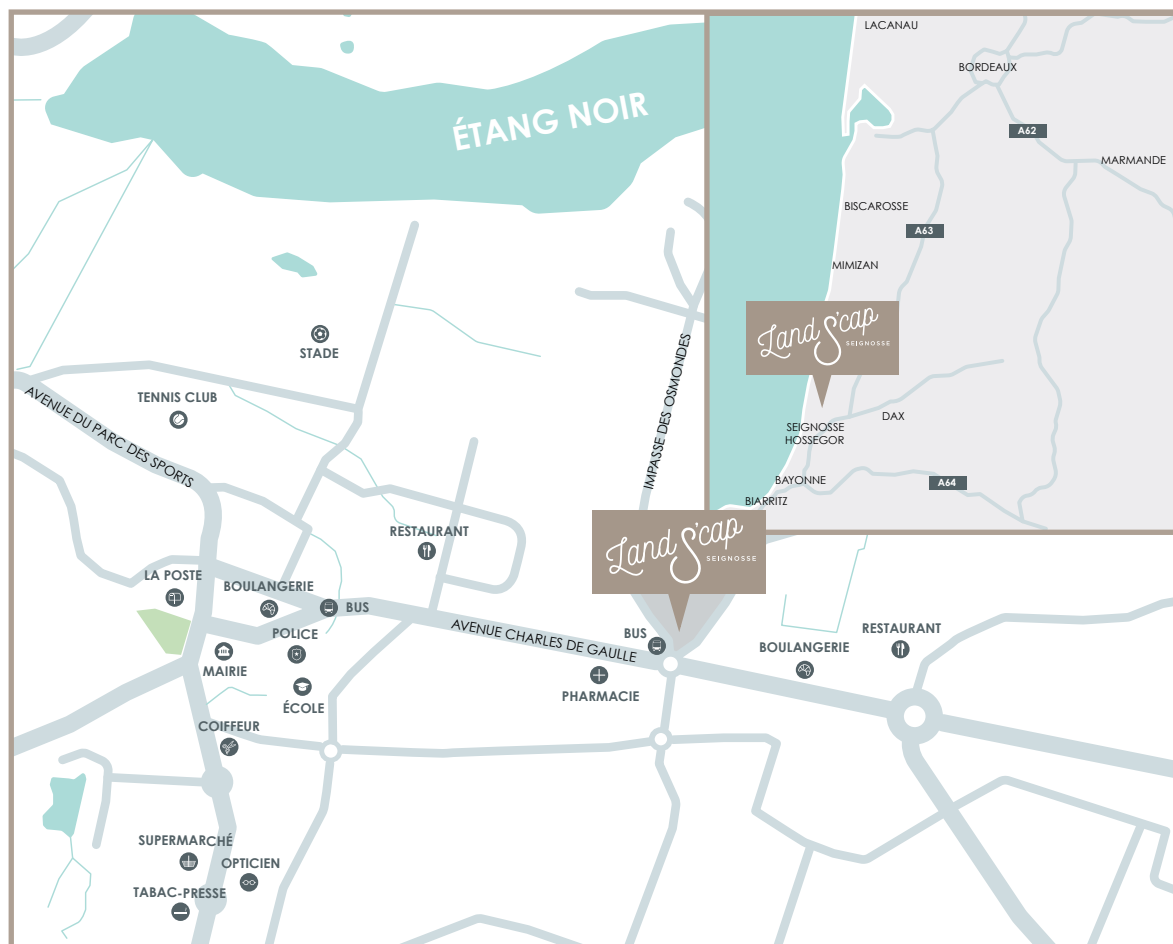 LACANAU
BORDEAUX
A62
MARMANDE
BISCAROSSE
A63
MIMIZAN
Land S'cap
SEIGNOSSE
DAX
SEIGNOSSE
HOSSEGOR
BAYONNE
A64
BIARRITZ
ÉTANG NOIR
STADE
TENNIS CLUB
AVENUE DU PARC DES SPORTS
IMPASSE DES OSMONDES
RESTAURANT
Land S'cap
SEIGNOSSE
LA POSTE
BOULANGERIE
BUS
POLICE
AVENUE CHARLES DE GAULLE
BUS
RESTAURANT
BOULANGERIE
MAIRIE
PHARMACIE
ÉCOLE
COIFFEUR
SUPERMARCHÉ
OPTICIEN
TABAC-PRESSE